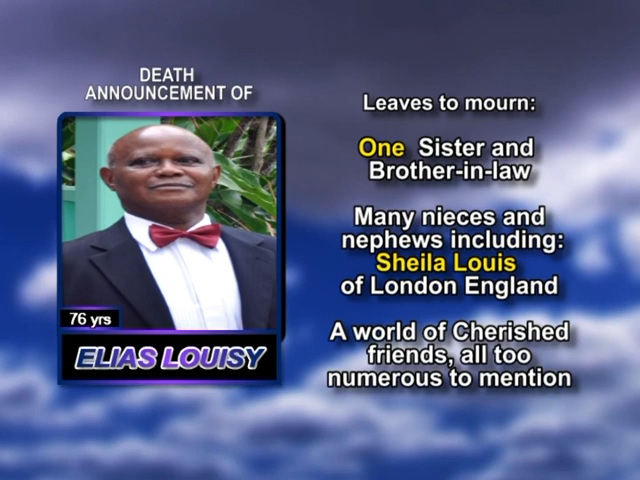 DEATH
ANNOUNCEMENT OF
76 yrs
ELIAS LOUISY
Leaves to mourn:
One Sister and
Brother-in-law
Many nieces and
nephews including:
Sheila Louis
of London England
A world of Cherished
friends, all too
numerous to mention